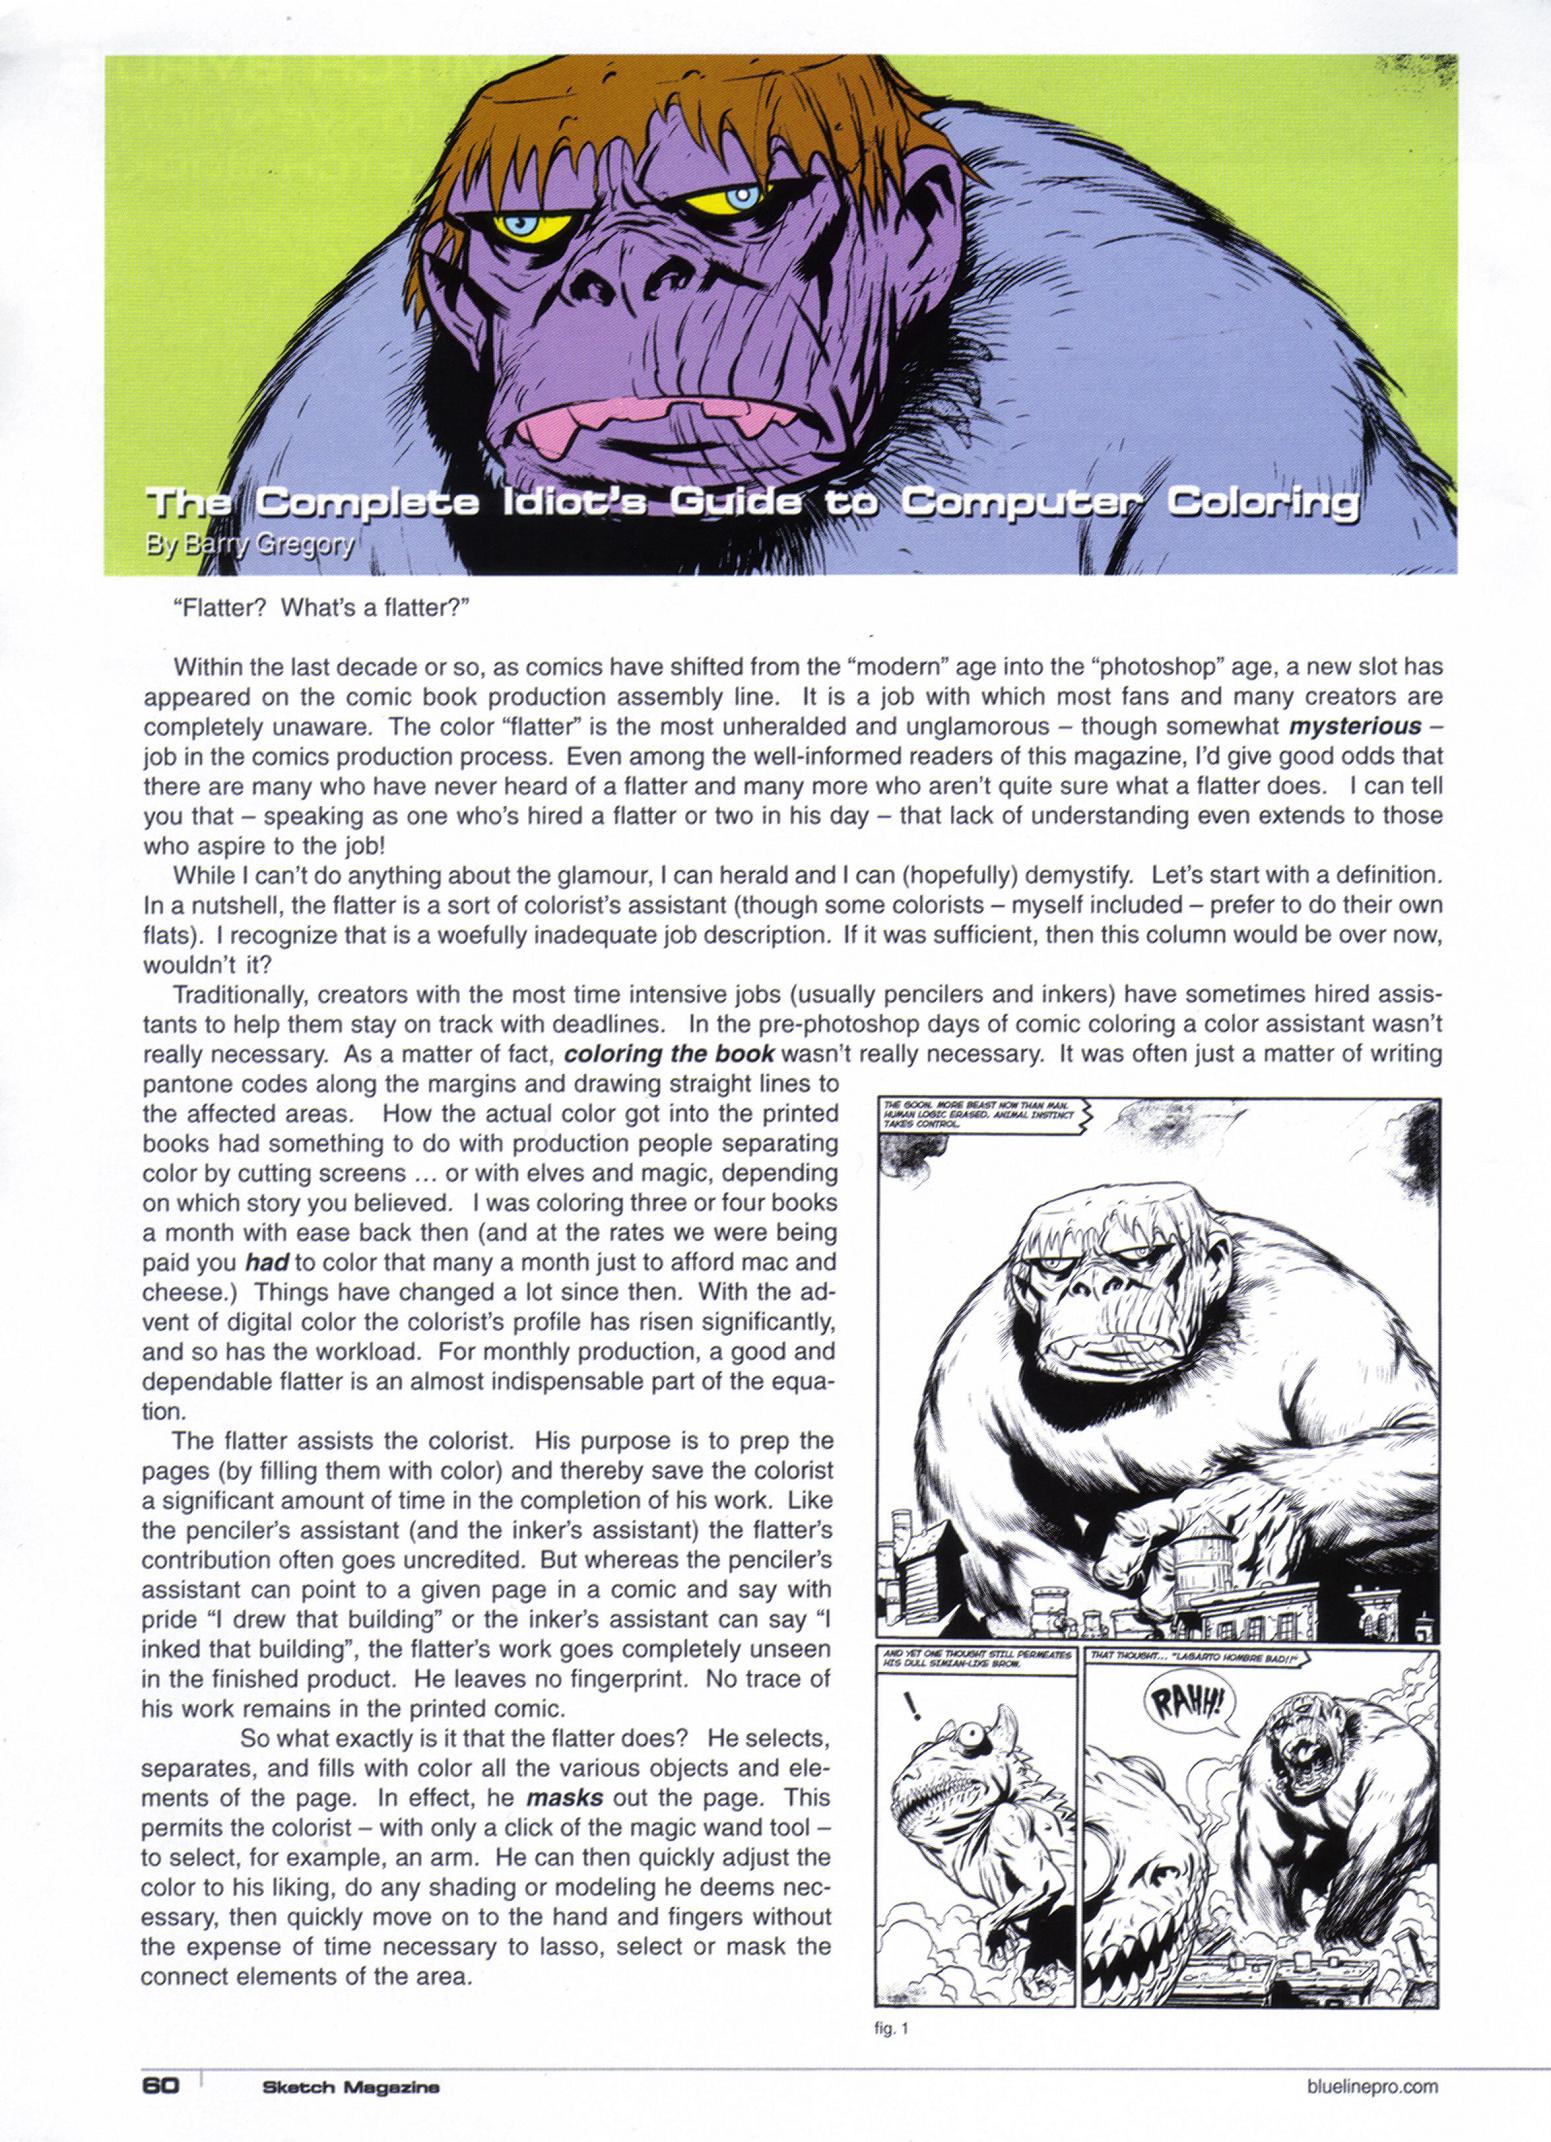 The Complete Idiot's Guide to Computer Coloring
By Barry Gregory
“Flatter?  What’s a flatter?”
Within the last decade or so, as comics have shifted from the “modern” age into the “photoshop” age, a new slot has
appeared on the comic book production assembly line.  It is a job with which most fans and many creators are
completely unaware.  The color “flatter” is the most unheralded and unglamorous – though somewhat mysterious –
job in the comics production process.  Even among the well-informed readers of this magazine, I’d give good odds that
there are many who have never heard of a flatter and many more who aren’t quite sure what a flatter does.   I can tell
you that – speaking as one who’s hired a flatter or two in his day – that lack of understanding even extends to those
who aspire to the job!
While I can’t do anything about the glamour, I can herald and I can (hopefully) demystify.   Let’s start with a definition.
In a nutshell, the flatter is a sort of colorist’s assistant (though some colorists – myself included – prefer to do their own
flats).  I recognize that is a woefully inadequate job description.  If it was sufficient, then this column would be over now,
wouldn’t it?
Traditionally, creators with the most time intensive jobs (usually pencilers and inkers) have sometimes hired assis-
tants to help them stay on track with deadlines.   In the pre-photoshop days of comic coloring a color assistant wasn’t
really necessary.  As a matter of fact, coloring the book wasn’t really necessary.  It was often just a matter of writing
pantone codes along the margins and drawing straight lines to
the affected areas.   How the actual color got into the printed
books had something to do with production people separating
color by cutting screens ... or with elves and magic, depending
on which story you believed.   I was coloring three or four books
a month with ease back then (and at the rates we were being
paid you had to color that many a month just to afford mac and
cheese.)  Things have changed a lot since then.  With the ad-
vent of digital color the colorist’s profile has risen significantly,
and so has the workload.  For monthly production, a good and
dependable flatter is an almost indispensable part of the equa-
tion.
The flatter assists the colorist.  His purpose is to prep the
pages (by filling them with color) and thereby save the colorist
a significant amount of time in the completion of his work.  Like
the penciler’s assistant (and the inker’s assistant) the flatter’s
contribution often goes uncredited.  But whereas the penciler’s
assistant can point to a given page in a comic and say with
pride “I drew that building” or the inker’s assistant can say “I
inked that building”, the flatter’s work goes completely unseen
in the finished product.  He leaves no fingerprint.  No trace of
his work remains in the printed comic.
So what exactly is it that the flatter does?   He selects,
separates, and fills with color all the various objects and ele-
ments of the page.  In effect, he masks out the page.  This
permits the colorist – with only a click of the magic wand tool –
to select, for example, an arm.  He can then quickly adjust the
color to his liking, do any shading or modeling he deems nec-
essary, then quickly move on to the hand and fingers without
the expense of time necessary to lasso, select or mask the
connect elements of the area.
THE GOON. MORE BEAST NOW THAN MAN.
HUMAN LOGIC ERASED. ANIMAL INSTINCT
TAKES CONTROL.
AND YET ONE THOUGHT STILL PERMEATES
HIS DULL SIMIAN-LIKE BROW.
!
THAT THOUGHT... "LAGARTO HOMBRE BAD!!"
RAHH!
fig. 1
60
Sketch Magazine
bluelinepro.com